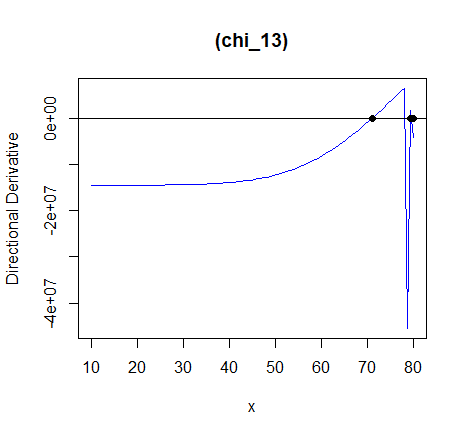 (chi_13)
Directional Derivative
0e+00
-2e+07
-4e+07
10 20 30 40 50 60 70 80
x